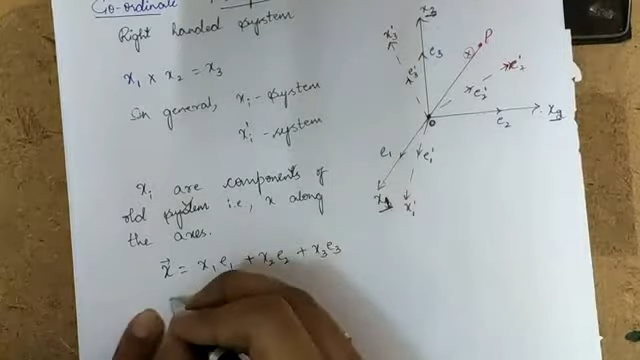 Co-ordinate
Right handed system
x₁ × x₂ = x₃
In general, xᵢ - system
xᵢ' - system
xᵢ are components of
old system i.e, x along
the axes.
x⃗ = x₁e₁ + x₂e₂ + x₃e₃
x₃
x₃'
P
e₃
x
e₃'
x₂'
e₂'
O
x₂
e₂
e₁
e₁'
x₁
x₁'